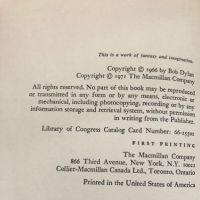 This is a work of fantasy and imagination.
Copyright © 1966 by Bob Dylan
Copyright © 1971 The Macmillan Company
All rights reserved. No part of this book may be reproduced
or transmitted in any form or by any means, electronic or
mechanical, including photocopying, recording or by any
information storage and retrieval system, without permission
in writing from the Publisher.
Library of Congress Catalog Card Number: 66-15591
FIRST PRINTING
The Macmillan Company
866 Third Avenue, New York, N.Y. 10022
Collier-Macmillan Canada Ltd., Toronto, Ontario
Printed in the United States of America